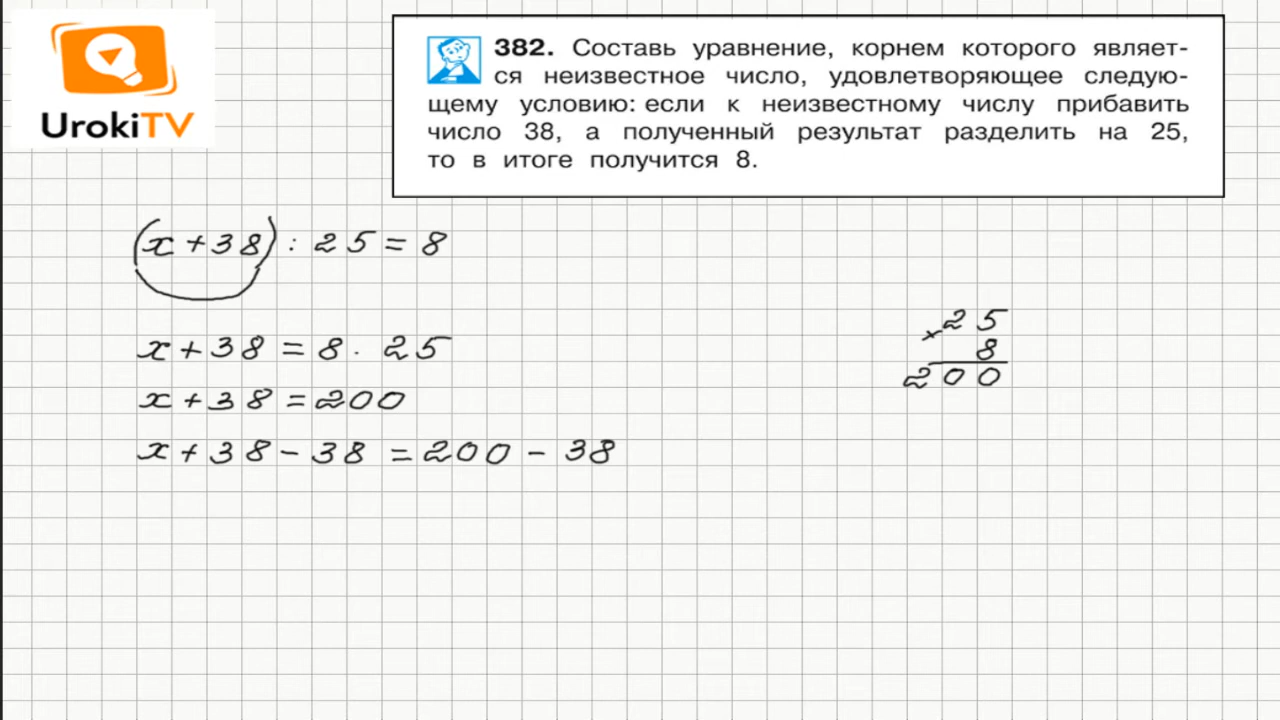 UrokiTV
382. Составь уравнение, корнем которого являет-
ся неизвестное число, удовлетворяющее следую-
щему условию: если к неизвестному числу прибавить
число 38, а полученный результат разделить на 25,
то в итоге получится 8.
(x+38) : 25 = 8
x+38 = 8 · 25
x+38 = 200
x+38 - 38 = 200 - 38
× 25
8
200